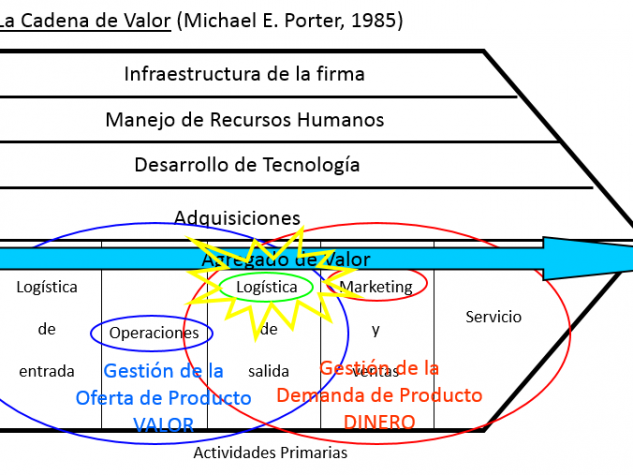 La Cadena de Valor (Michael E. Porter, 1985)
Infraestructura de la firma
Manejo de Recursos Humanos
Desarrollo de Tecnología
Adquisiciones
Agregado de Valor
Logística
de
entrada
Operaciones
Logística
de
salida
Marketing
y
ventas
Servicio
Gestión de la
Oferta de Producto
VALOR
Gestión de la
Demanda de Producto
DINERO
Actividades Primarias